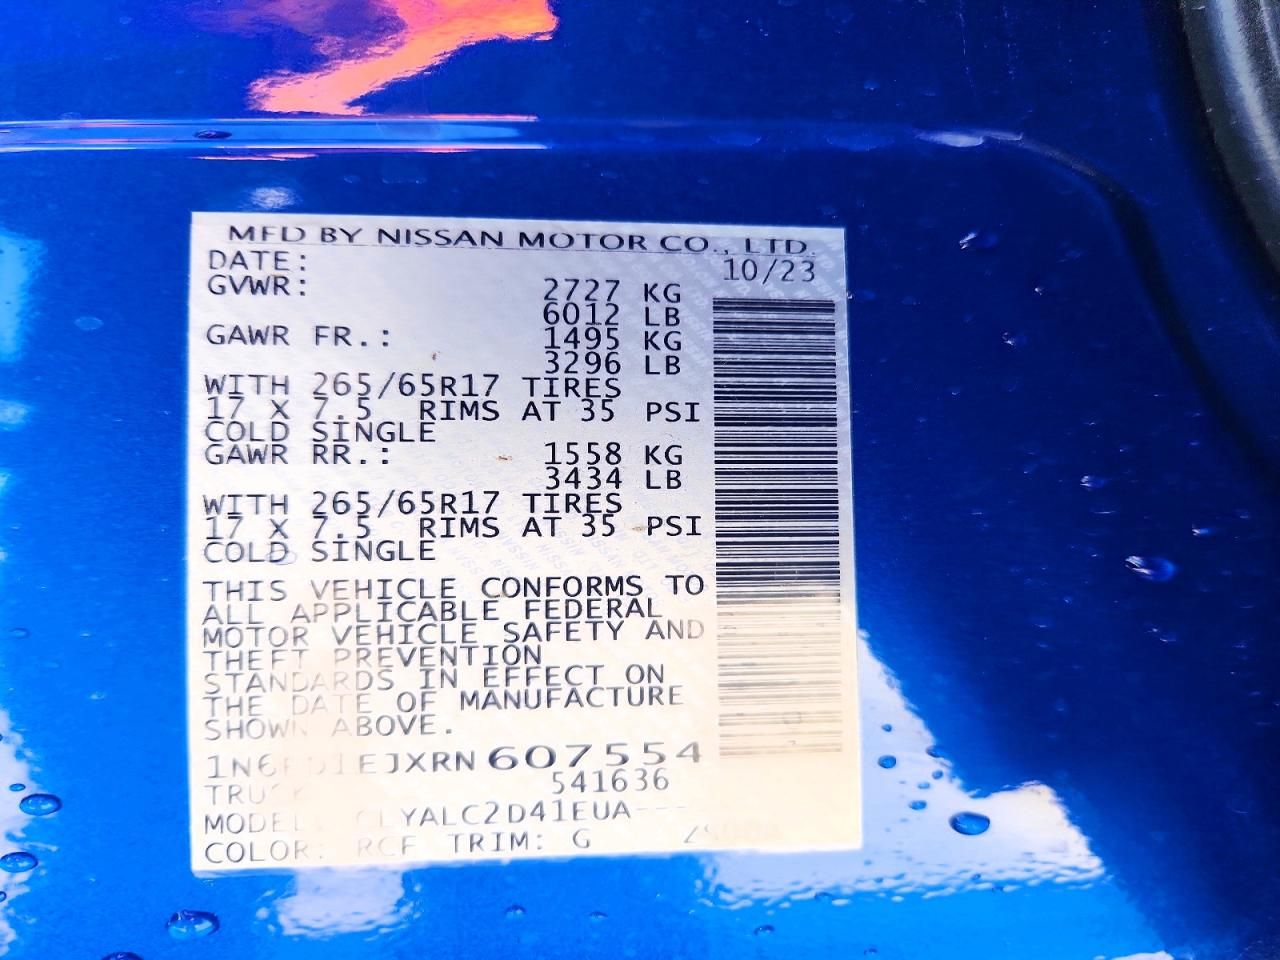 MFD BY NISSAN MOTOR CO., LTD.
DATE: 10/23
GVWR: 2727 KG
6012 LB
GAWR FR.: 1495 KG
3296 LB
WITH 265/65R17 TIRES
17 X 7.5 RIMS AT 35 PSI
COLD SINGLE
GAWR RR.: 1558 KG
3434 LB
WITH 265/65R17 TIRES
17 X 7.5 RIMS AT 35 PSI
COLD SINGLE
THIS VEHICLE CONFORMS TO
ALL APPLICABLE FEDERAL
MOTOR VEHICLE SAFETY AND
THEFT PREVENTION
STANDARDS IN EFFECT ON
THE DATE OF MANUFACTURE
SHOWN ABOVE.
1N6ED1EJXRN607554
TRUCK 541636
MODEL: CLYALC2D41EUA---
COLOR: RCF TRIM: G